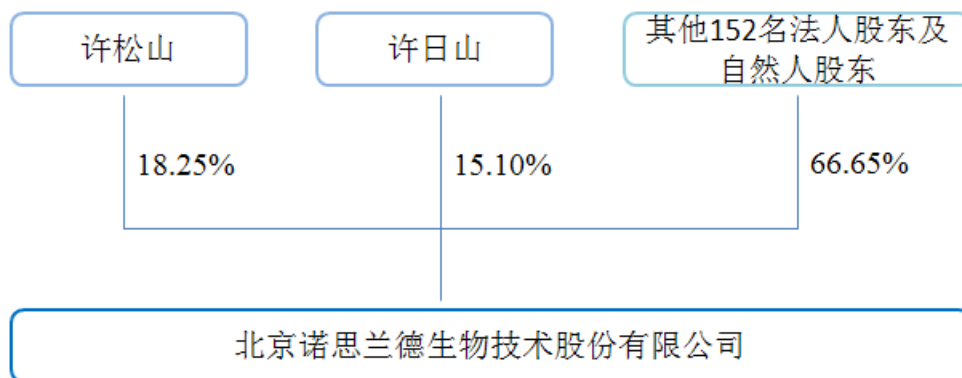 许松山
许日山
其他152名法人股东及
自然人股东
18.25%
15.10%
66.65%
北京诺思兰德生物技术股份有限公司